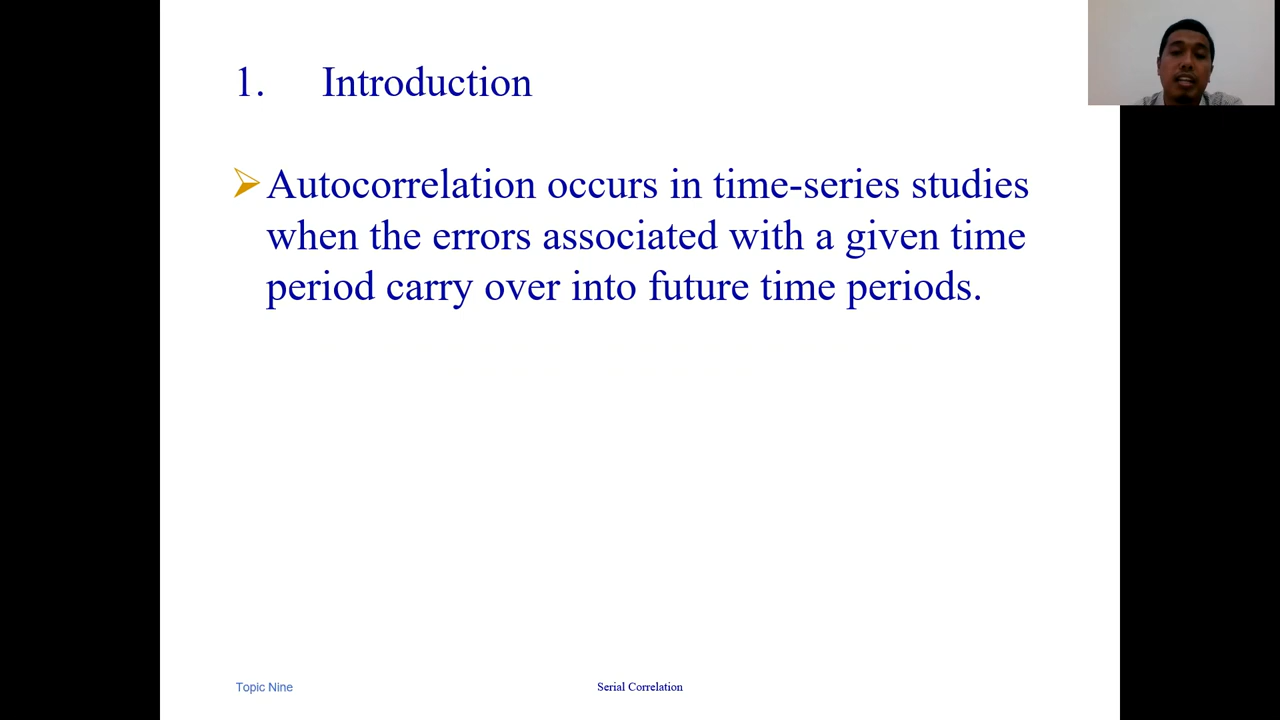 1. Introduction
Autocorrelation occurs in time-series studies
when the errors associated with a given time
period carry over into future time periods.
Topic Nine
Serial Correlation